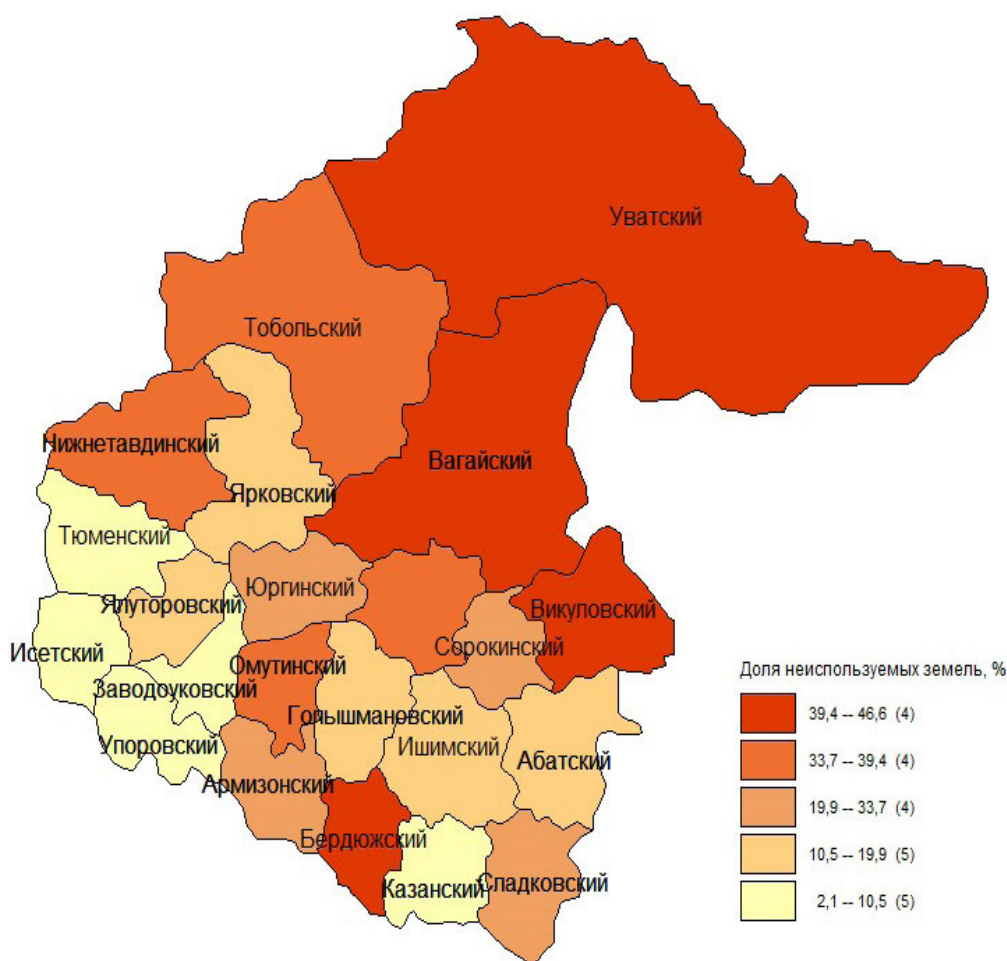 Уватский
Тобольский
Нижнетавдинский
Вагайский
Ярковский
Тюменский
Юргинский
Ялуторовский
Викуловский
Сорокинский
Исетский
Омутинский
Заводоуковский
Голышмановский
Упоровский
Ишимский
Абатский
Армизонский
Бердюжский
Казанский
Сладковский
Доля неиспользуемых земель, %
39,4 -- 46,6 (4)
33,7 -- 39,4 (4)
19,9 -- 33,7 (4)
10,5 -- 19,9 (5)
2,1 -- 10,5 (5)